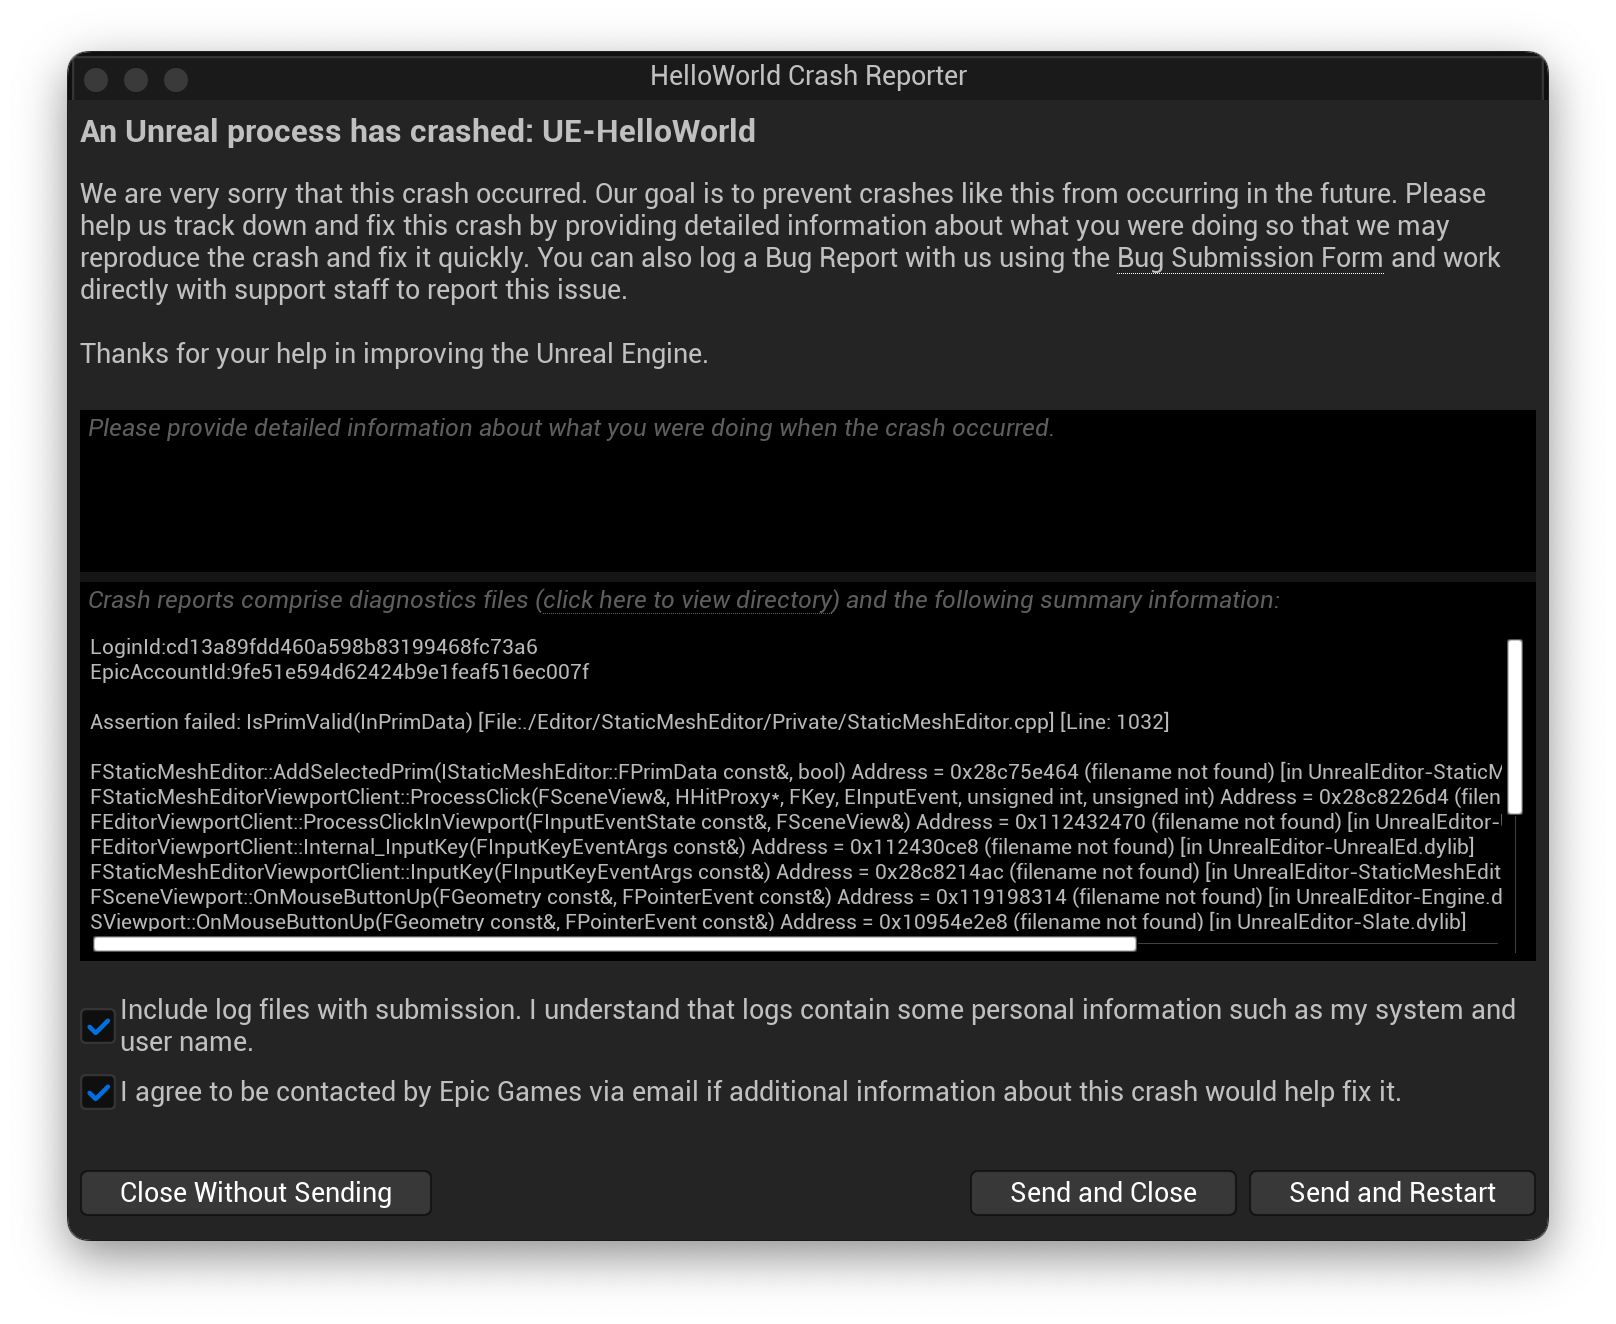 HelloWorld Crash Reporter
An Unreal process has crashed: UE-HelloWorld
We are very sorry that this crash occurred. Our goal is to prevent crashes like this from occurring in the future. Please
help us track down and fix this crash by providing detailed information about what you were doing so that we may
reproduce the crash and fix it quickly. You can also log a Bug Report with us using the Bug Submission Form and work
directly with support staff to report this issue.
Thanks for your help in improving the Unreal Engine.
Please provide detailed information about what you were doing when the crash occurred.
Crash reports comprise diagnostics files (click here to view directory) and the following summary information:
LoginId:cd13a89fdd460a598b83199468fc73a6
EpicAccountId:9fe51e594d62424b9e1feaf516ec007f
Assertion failed: IsPrimValid(InPrimData) [File:./Editor/StaticMeshEditor/Private/StaticMeshEditor.cpp] [Line: 1032]
FStaticMeshEditor::AddSelectedPrim(IStaticMeshEditor::FPrimData const&, bool) Address = 0x28c75e464 (filename not found) [in UnrealEditor-StaticM
FStaticMeshEditorViewportClient::ProcessClick(FSceneView&, HHitProxy*, FKey, EInputEvent, unsigned int, unsigned int) Address = 0x28c8226d4 (filen
FEditorViewportClient::ProcessClickInViewport(FInputEventState const&, FSceneView&) Address = 0x112432470 (filename not found) [in UnrealEditor-
FEditorViewportClient::Internal_InputKey(FInputKeyEventArgs const&) Address = 0x112430ce8 (filename not found) [in UnrealEditor-UnrealEd.dylib]
FStaticMeshEditorViewportClient::InputKey(FInputKeyEventArgs const&) Address = 0x28c8214ac (filename not found) [in UnrealEditor-StaticMeshEdit
FSceneViewport::OnMouseButtonUp(FGeometry const&, FPointerEvent const&) Address = 0x119198314 (filename not found) [in UnrealEditor-Engine.d
SViewport::OnMouseButtonUp(FGeometry const&, FPointerEvent const&) Address = 0x10954e2e8 (filename not found) [in UnrealEditor-Slate.dylib]
Include log files with submission. I understand that logs contain some personal information such as my system and
user name.
I agree to be contacted by Epic Games via email if additional information about this crash would help fix it.
Close Without Sending
Send and Close
Send and Restart